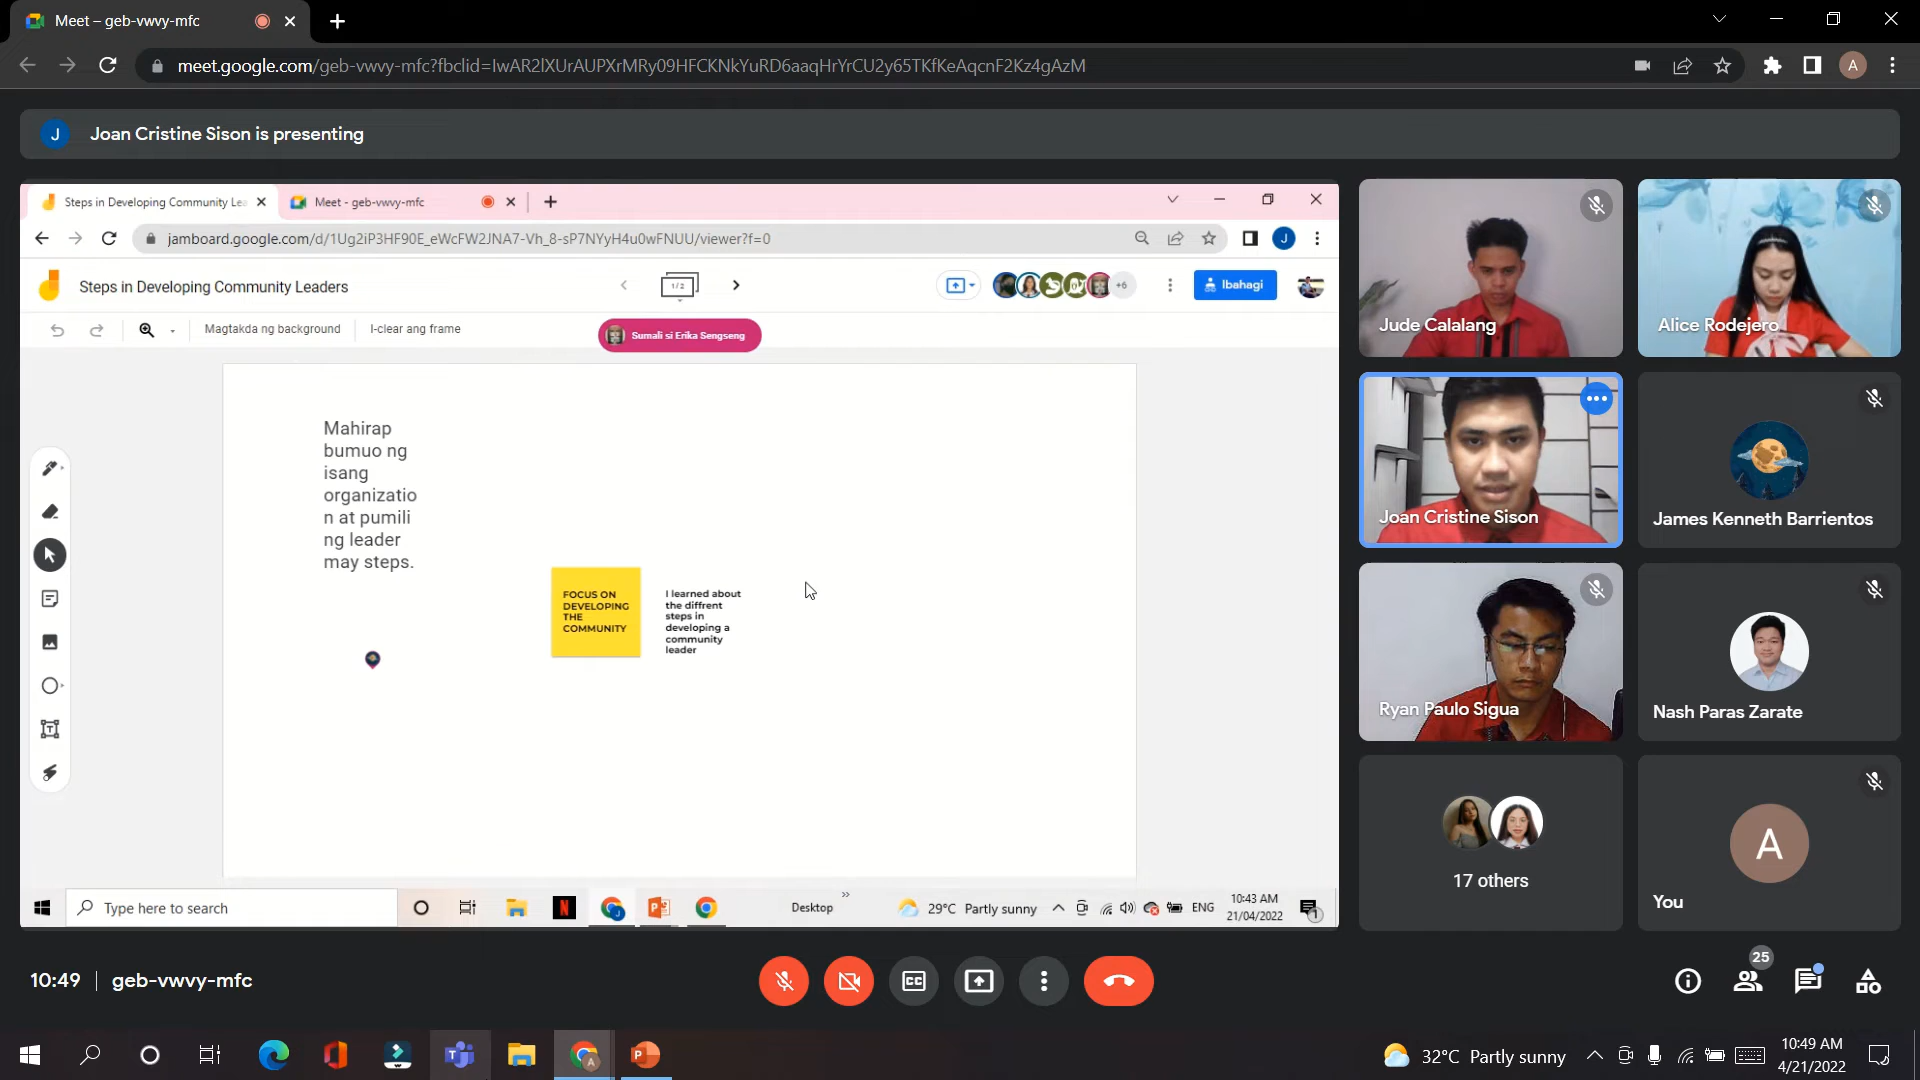 Meet – geb-vwvy-mfc
meet.google.com/geb-vwvy-mfc?fbclid=IwAR2lXUrAUPXrMRy09HFCKNkYuRD6aaqHrYrCU2y65TKfKeAqcnF2Kz4gAzM
A
J
Joan Cristine Sison is presenting
Steps in Developing Community Lea
Meet - geb-vwvy-mfc
jamboard.google.com/d/1Ug2iP3HF90E_eWcFW2JNA7-Vh_8-sP7NYyH4u0wFNUU/viewer?f=0
J
Steps in Developing Community Leaders
1/2
+6
Ibahagi
Magtakda ng background
I-clear ang frame
Sumali si Erika Sengseng
Mahirap
bumuo ng
isang
organizatio
n at pumili
ng leader
may steps.
FOCUS ON
DEVELOPING
THE
COMMUNITY
I learned about
the diffrent
steps in
developing a
community
leader
Type here to search
Desktop
29°C Partly sunny
ENG
10:43 AM
21/04/2022
1
Jude Calalang
Alice Rodejero
Joan Cristine Sison
James Kenneth Barrientos
Ryan Paulo Sigua
Nash Paras Zarate
17 others
A
You
10:49
geb-vwvy-mfc
25
32°C Partly sunny
10:49 AM
4/21/2022